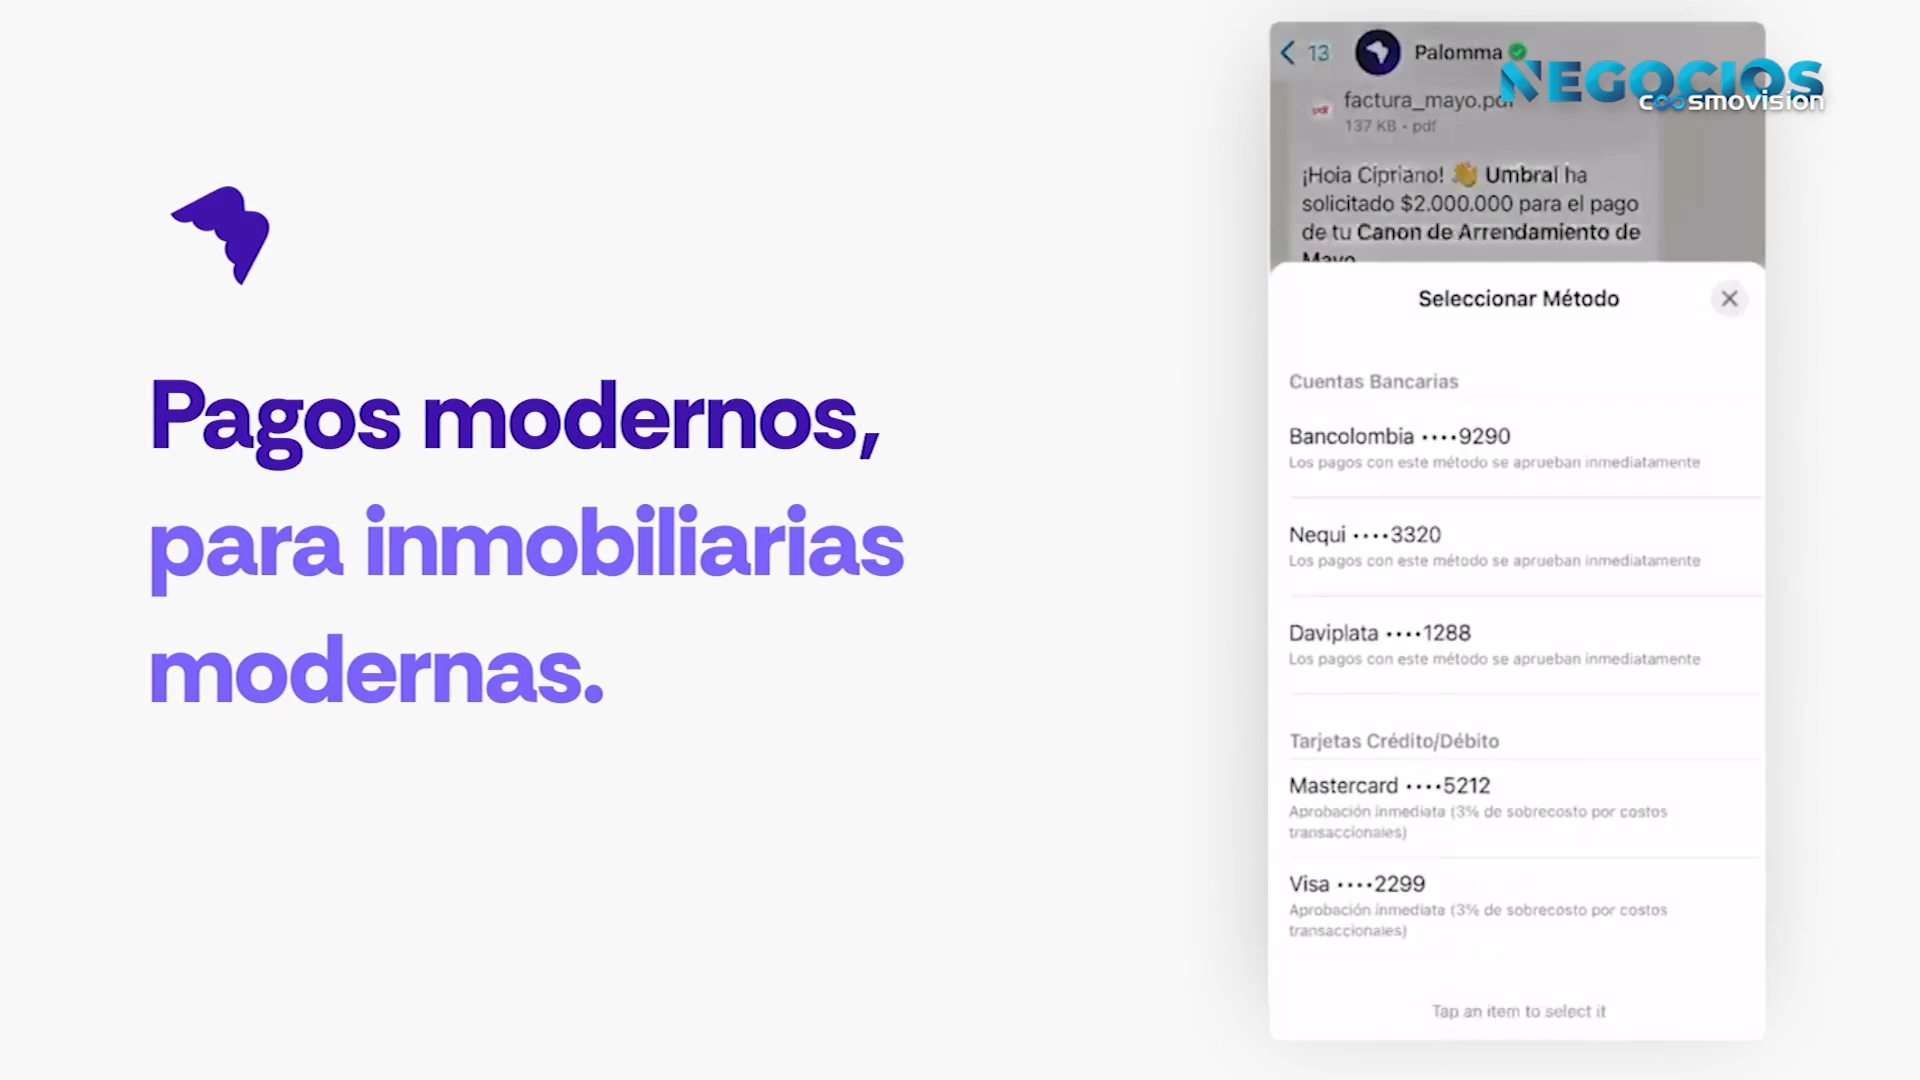 Pagos modernos,
para inmobiliarias
modernas.
13
Palomma
NEGOCIOS
cosmovision
factura_mayo.pdf
137 KB • pdf
¡Hola Cipriano! 👋 Umbral ha
solicitado $2.000.000 para el pago
de tu Canon de Arrendamiento de
Mayo
Seleccionar Método
Cuentas Bancarias
Bancolombia ••••9290
Los pagos con este método se aprueban inmediatamente
Nequi ••••3320
Los pagos con este método se aprueban inmediatamente
Daviplata ••••1288
Los pagos con este método se aprueban inmediatamente
Tarjetas Crédito/Débito
Mastercard ••••5212
Aprobación inmediata (3% de sobrecosto por costos
transaccionales)
Visa ••••2299
Aprobación inmediata (3% de sobrecosto por costos
transaccionales)
Tap an item to select it